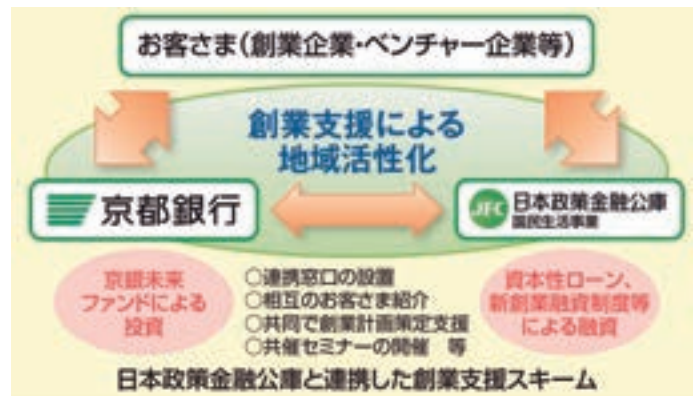 お客さま(創業企業・ベンチャー企業等)
創業支援による
地域活性化
京都銀行
JFC 日本政策金融公庫
国民生活事業
京銀未来
ファンドによる
投資
○連携窓口の設置
○相互のお客さま紹介
○共同で創業計画策定支援
○共催セミナーの開催 等
資本性ローン、
新創業融資制度等
による融資
日本政策金融公庫と連携した創業支援スキーム